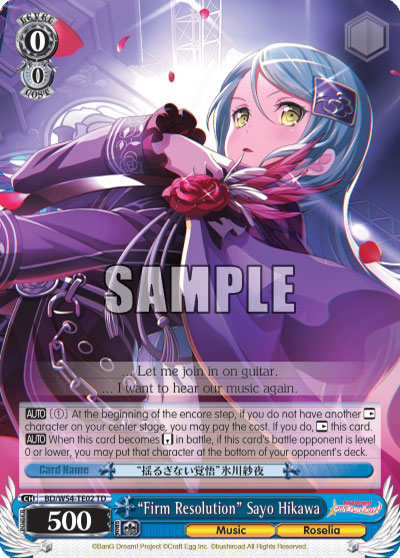 LEVEL
0
0
COST
SAMPLE
... Let me join in on guitar.
... I want to hear our music again.
AUTO [①] At the beginning of the encore step, if you do not have another
character on your center stage, you may pay the cost. If you do, this card.
AUTO When this card becomes in battle, if this card's battle opponent is level
0 or lower, you may put that opponent on the bottom of your opponent's deck.
Card Name
"揺るぎない覚悟"氷川紗夜
CH
BD/W54-TE02 TD
500
"Firm Resolution" Sayo Hikawa
Music
Roselia
©BanG Dream! Project ©Craft Egg Inc. ©bushiroad All Rights Reserved.